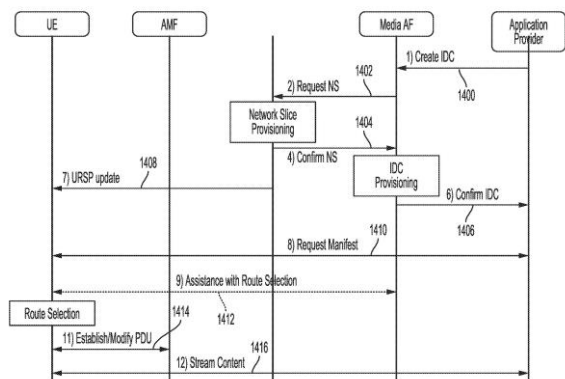 UE
AMF
Media AF
Application
Provider
1) Create IDC
1400
2) Request NS
1402
Network Slice
Provisioning
1404
4) Confirm NS
IDC
Provisioning
7) URSP update
1408
6) Confirm IDC
1406
1410
8) Request Manifest
9) Assistance with Route Selection
1412
Route Selection
1414
11) Establish/Modify PDU
1416
12) Stream Content